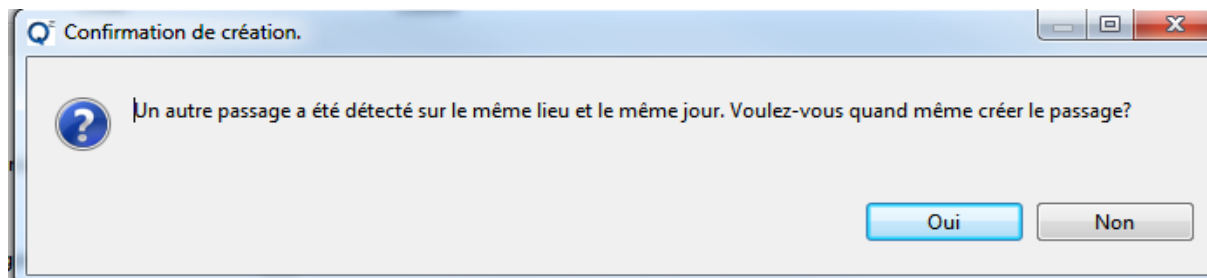 Confirmation de création.
Un autre passage a été détecté sur le même lieu et le même jour. Voulez-vous quand même créer le passage?
Oui
Non